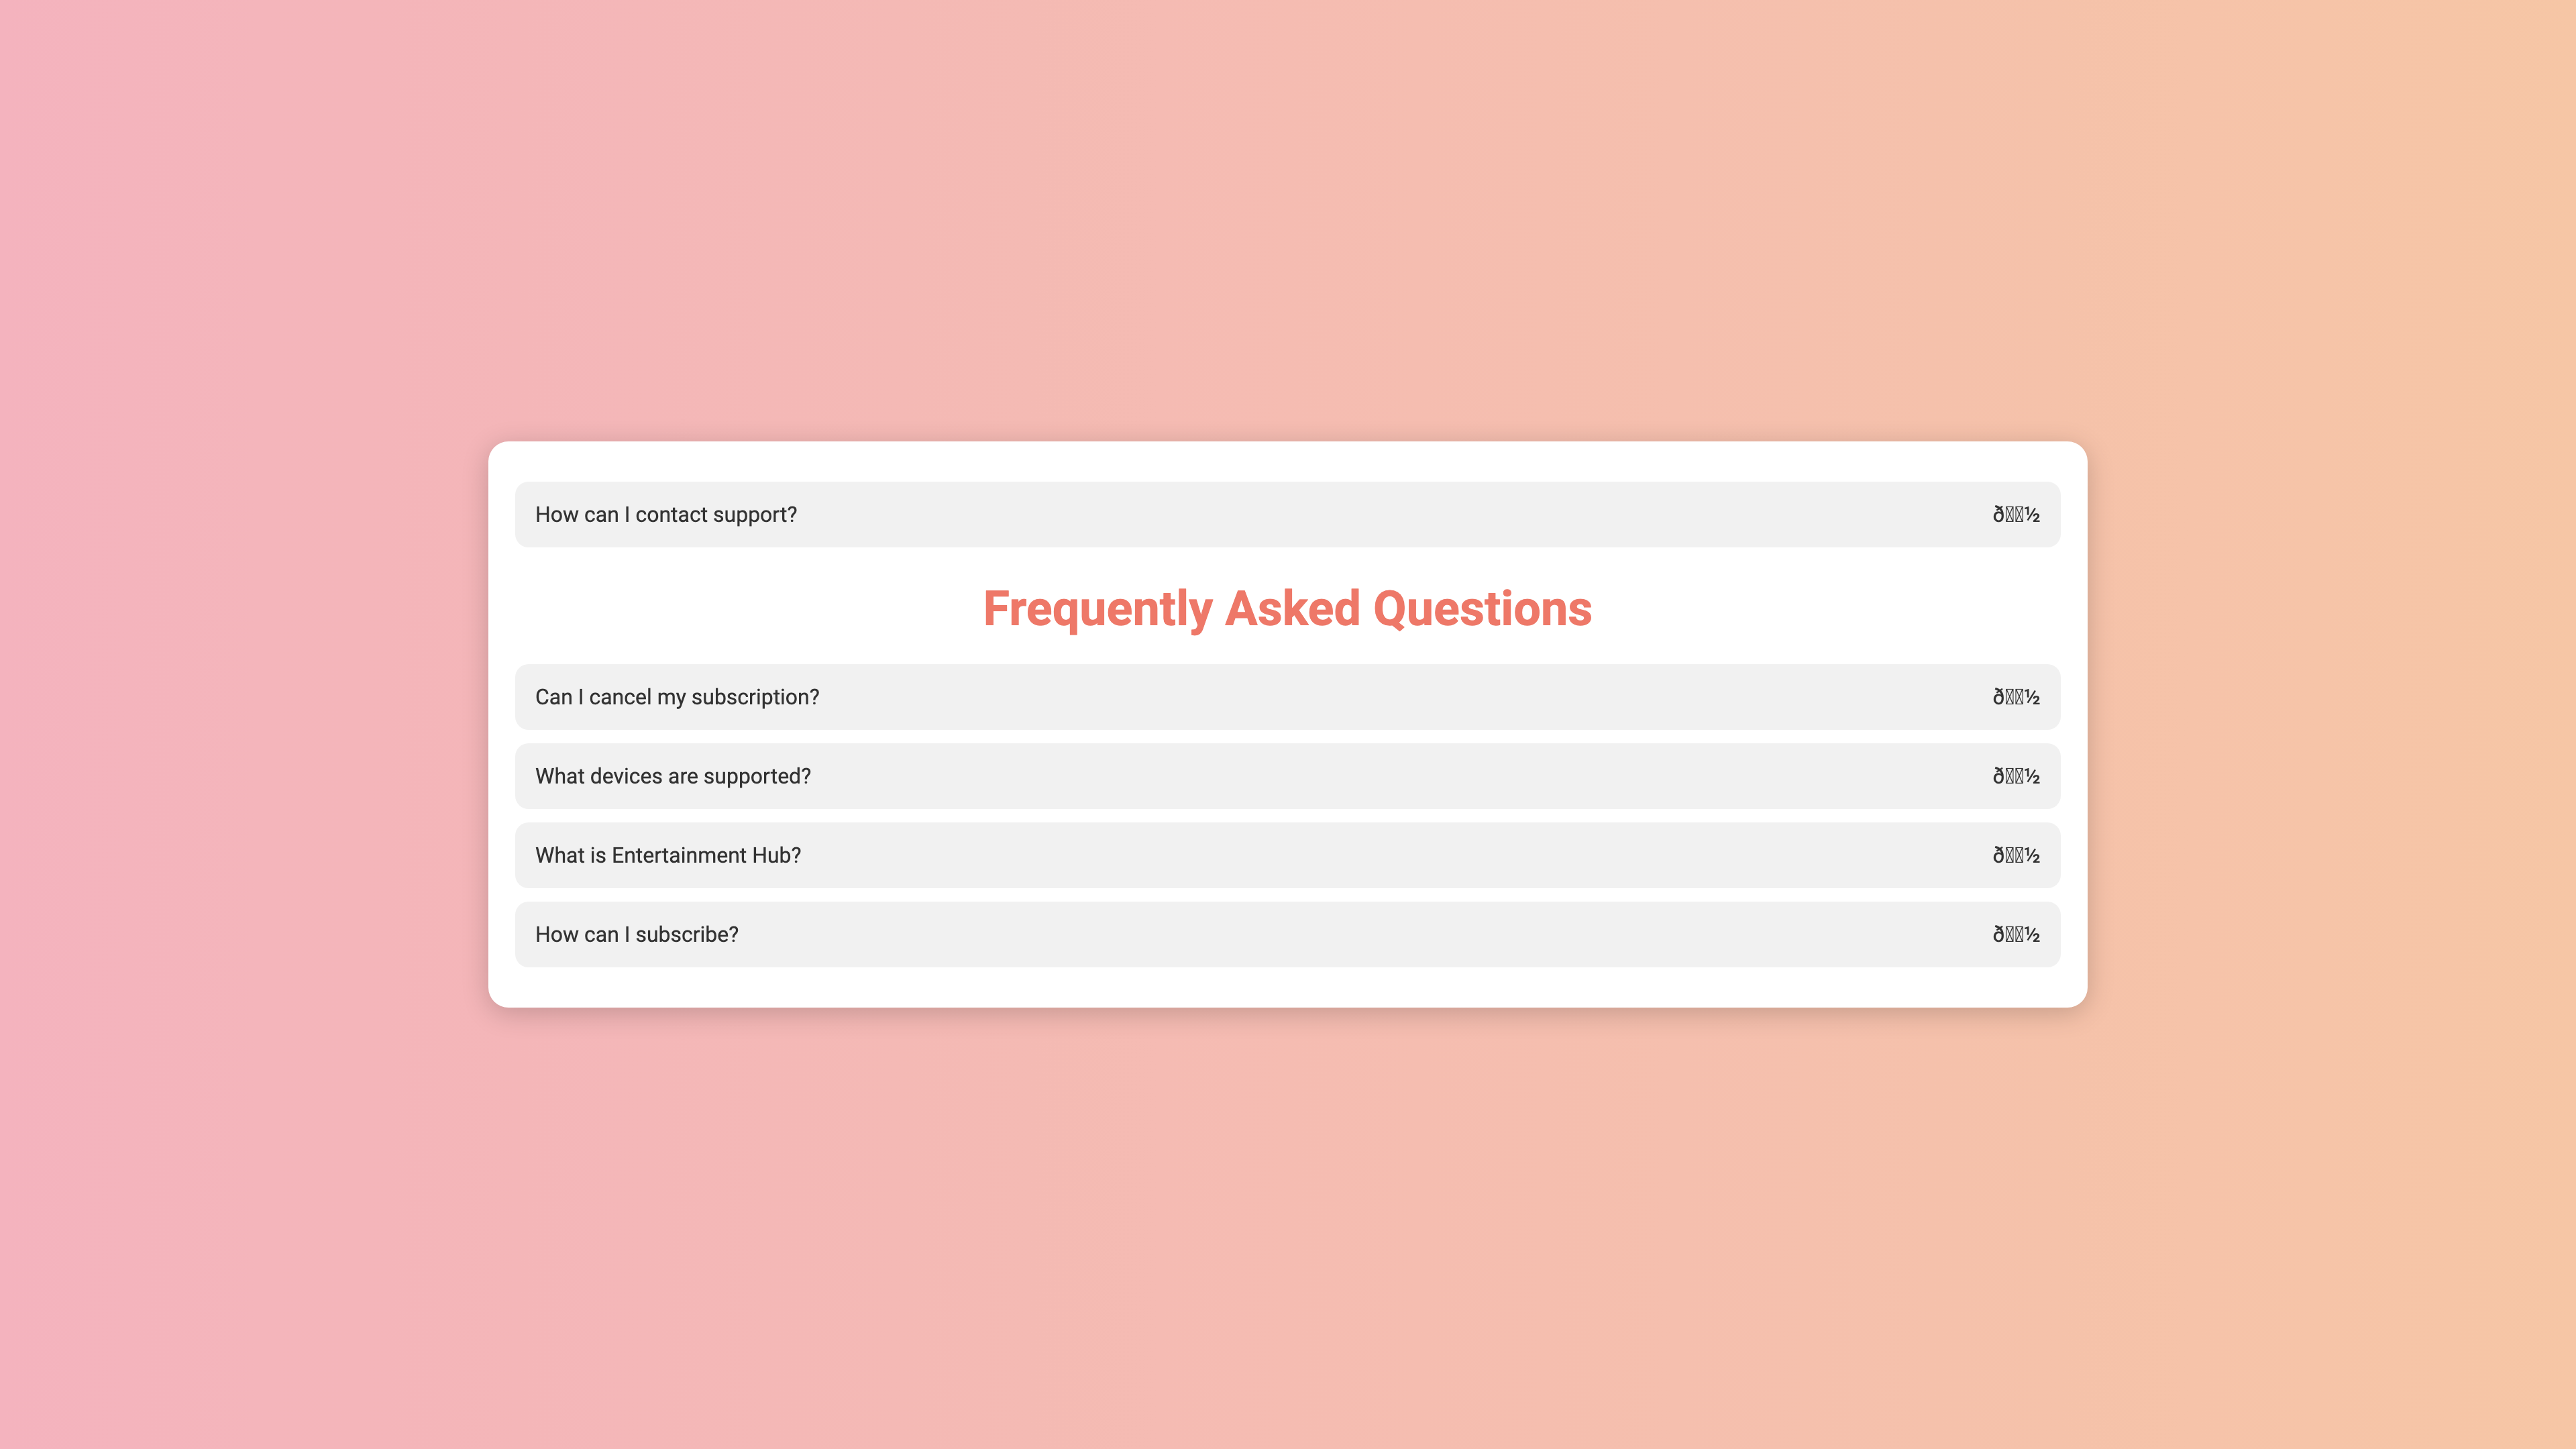 How can I contact support? ð½
Frequently Asked Questions
Can I cancel my subscription? ð½
What devices are supported? ð½
What is Entertainment Hub? ð½
How can I subscribe? ð½